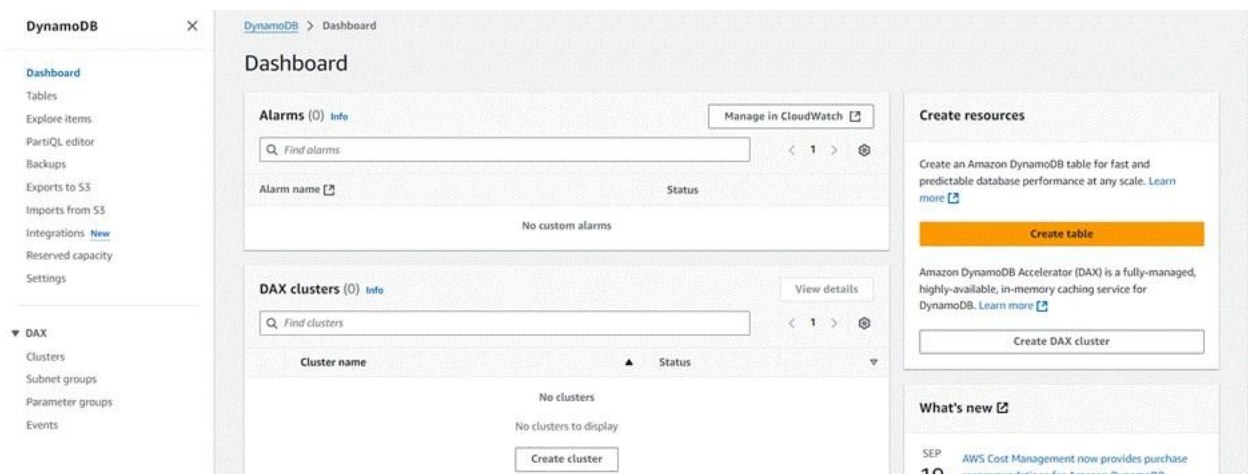 DynamoDB
Dashboard
Tables
Explore items
PartiQL editor
Backups
Exports to S3
Imports from S3
Integrations New
Reserved capacity
Settings
DAX
Clusters
Subnet groups
Parameter groups
Events
DynamoDB > Dashboard
Dashboard
Alarms (0) Info
Manage in CloudWatch
Find alarms
1
Alarm name
Status
No custom alarms
DAX clusters (0) Info
View details
Find clusters
1
Cluster name
Status
No clusters
No clusters to display
Create cluster
Create resources
Create an Amazon DynamoDB table for fast and
predictable database performance at any scale. Learn
more
Create table
Amazon DynamoDB Accelerator (DAX) is a fully-managed,
highly-available, in-memory caching service for
DynamoDB. Learn more
Create DAX cluster
What's new
SEP
AWS Cost Management now provides purchase